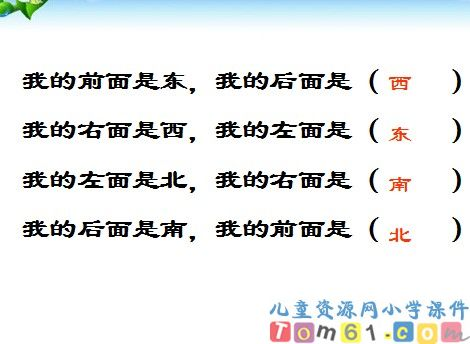 我的前面是东，我的后面是（ 西 ）
我的右面是西，我的左面是（ 东 ）
我的左面是北，我的右面是（ 南 ）
我的后面是南，我的前面是（ 北 ）
儿童资源网小学课件
Tom61.com